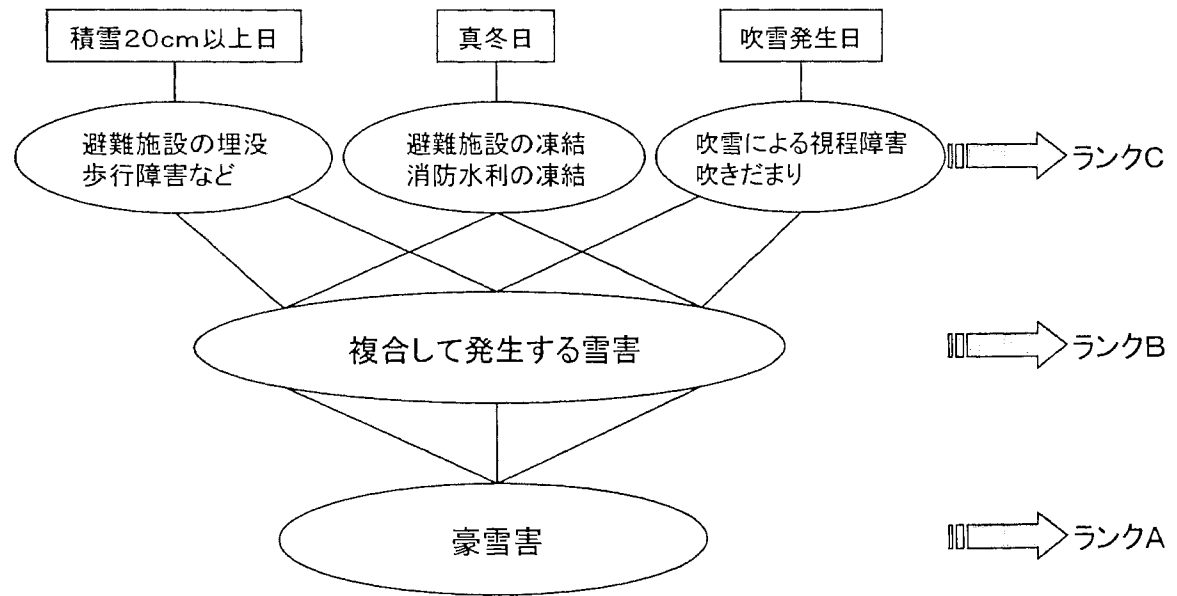 積雪20cm以上日
真冬日
吹雪発生日
避難施設の埋没
歩行障害など
避難施設の凍結
消防水利の凍結
吹雪による視程障害
吹きだまり
ランクC
複合して発生する雪害
ランクB
豪雪害
ランクA